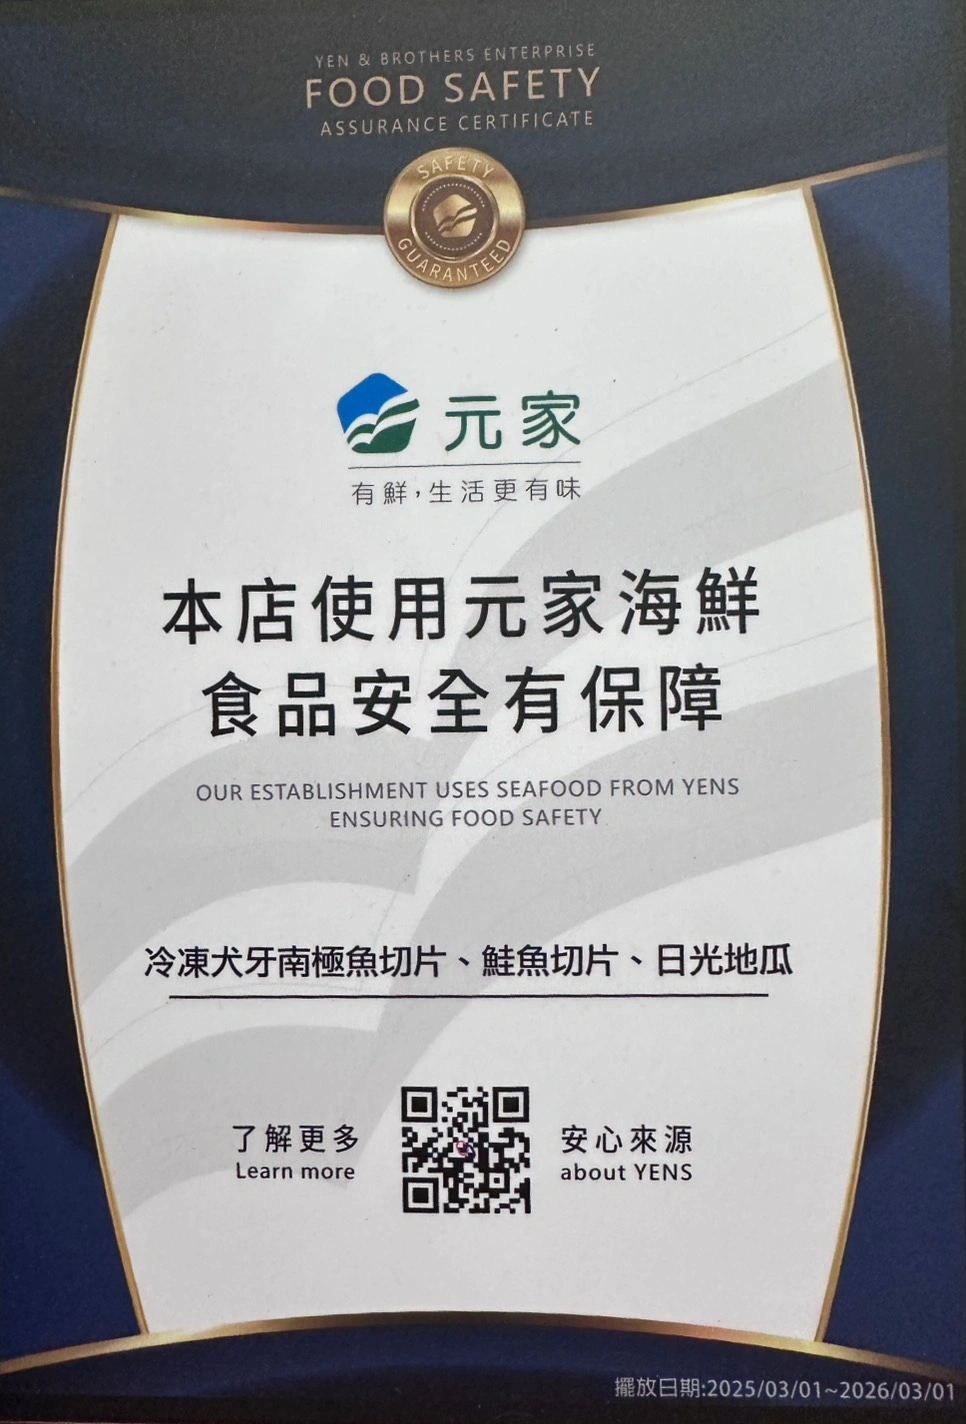 YEN & BROTHERS ENTERPRISE
FOOD SAFETY
ASSURANCE CERTIFICATE
SAFETY
GUARANTEED
元家
有鮮，生活更有味
本店使用元家海鮮
食品安全有保障
OUR ESTABLISHMENT USES SEAFOOD FROM YENS
ENSURING FOOD SAFETY
冷凍犬牙南極魚切片、鮭魚切片、日光地瓜
了解更多
Learn more
安心來源
about YENS
擺放日期:2025/03/01~2026/03/01